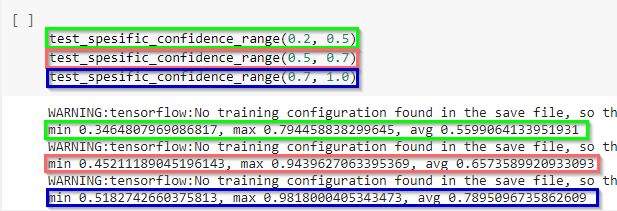 [ ]
test_spesific_confidence_range(0.2, 0.5)
test_spesific_confidence_range(0.5, 0.7)
test_spesific_confidence_range(0.7, 1.0)
WARNING:tensorflow:No training configuration found in the save file, so th
min 0.3464807969086817, max 0.794458838299645, avg 0.5599064133951931
WARNING:tensorflow:No training configuration found in the save file, so th
min 0.45211189045196143, max 0.9439627063395369, avg 0.6573589920933093
WARNING:tensorflow:No training configuration found in the save file, so th
min 0.5182742660375813, max 0.9818000405343473, avg 0.7895096735862609